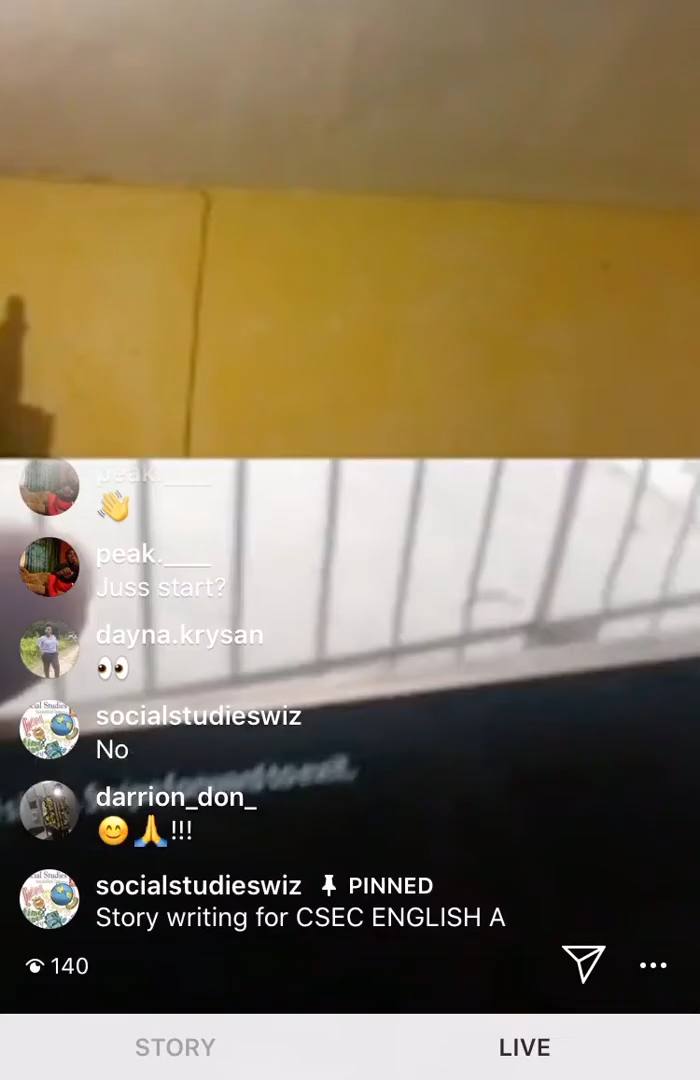 peak.____
👋
peak.____
Juss start?
dayna.krysan
👀
socialstudieswiz
No
darrion_don_
😊🙏!!!
socialstudieswiz PINNED
Story writing for CSEC ENGLISH A
140
STORY LIVE